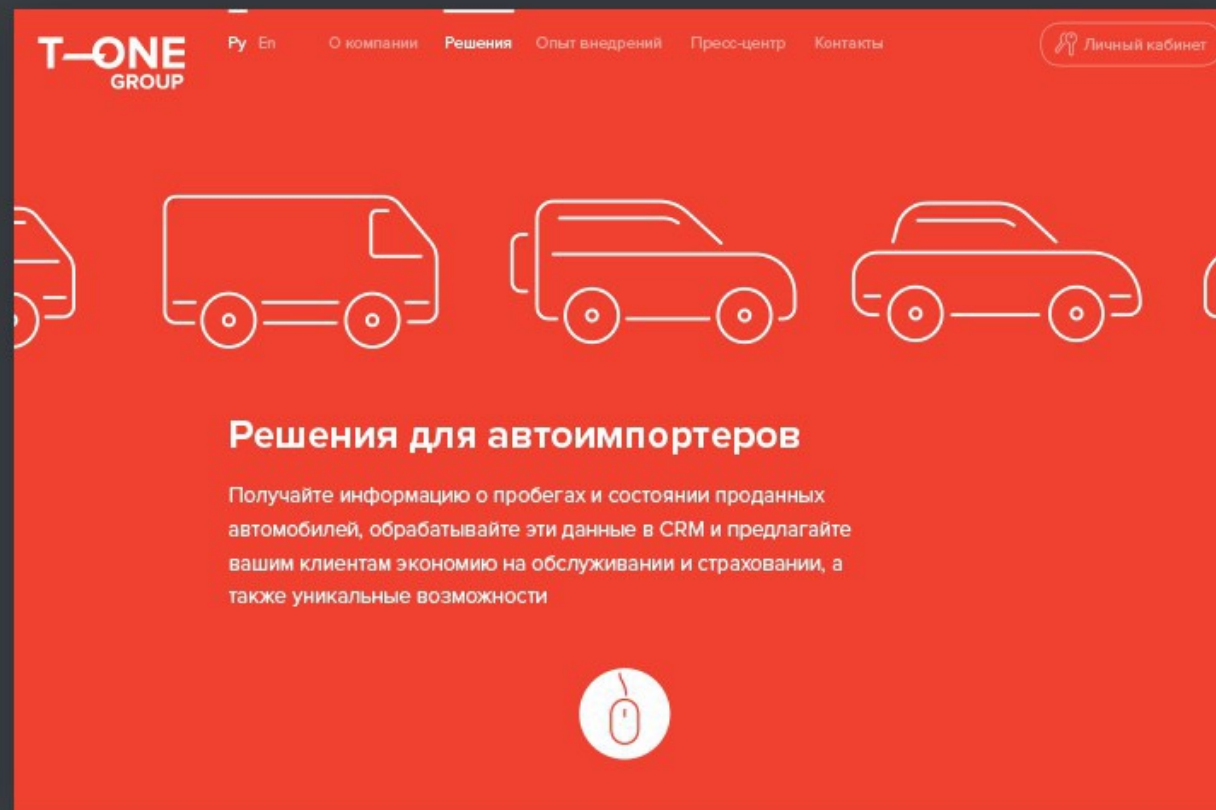 T—ONE
GROUP
Ру En О компании Решения Опыт внедрений Пресс-центр Контакты Личный кабинет
Решения для автоимпортеров
Получайте информацию о пробегах и состоянии проданных
автомобилей, обрабатывайте эти данные в CRM и предлагайте
вашим клиентам экономию на обслуживании и страховании, а
также уникальные возможности